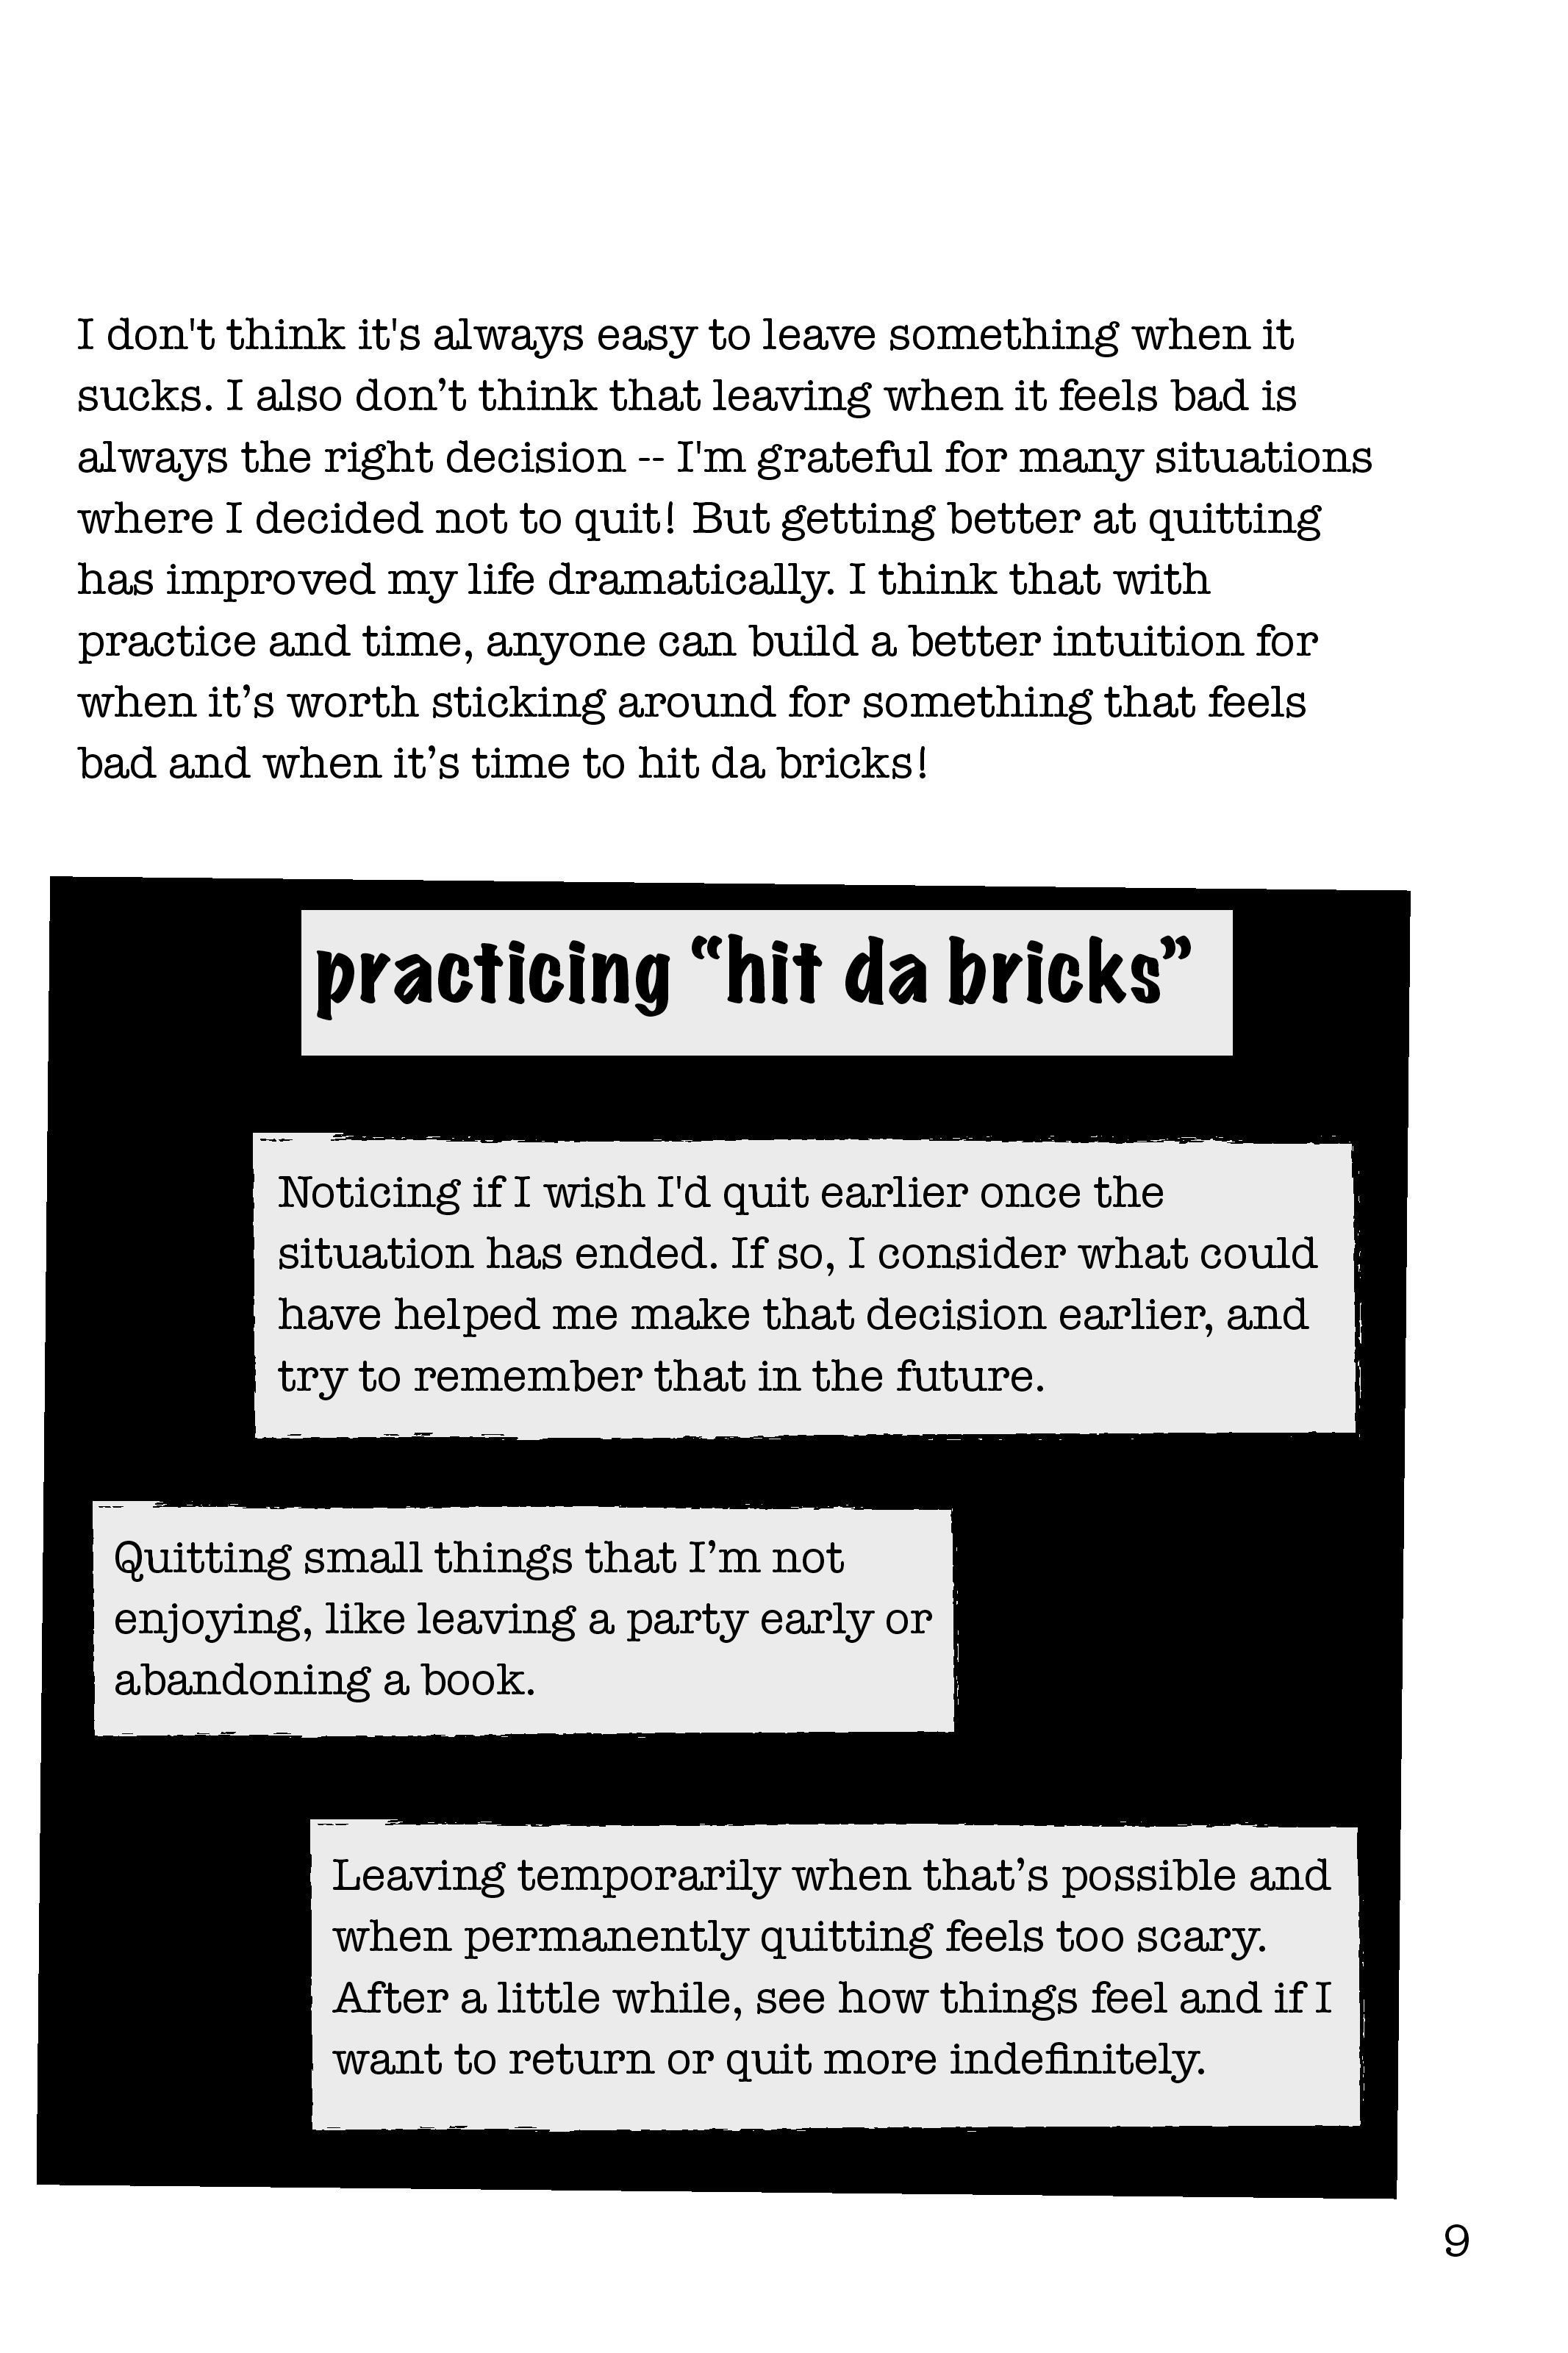 I don't think it's always easy to leave something when it
sucks. I also don’t think that leaving when it feels bad is
always the right decision -- I'm grateful for many situations
where I decided not to quit! But getting better at quitting
has improved my life dramatically. I think that with
practice and time, anyone can build a better intuition for
when it’s worth sticking around for something that feels
bad and when it’s time to hit da bricks!
practicing “hit da bricks”
Noticing if I wish I'd quit earlier once the
situation has ended. If so, I consider what could
have helped me make that decision earlier, and
try to remember that in the future.
Quitting small things that I’m not
enjoying, like leaving a party early or
abandoning a book.
Leaving temporarily when that’s possible and
when permanently quitting feels too scary.
After a little while, see how things feel and if I
want to return or quit more indefinitely.
9